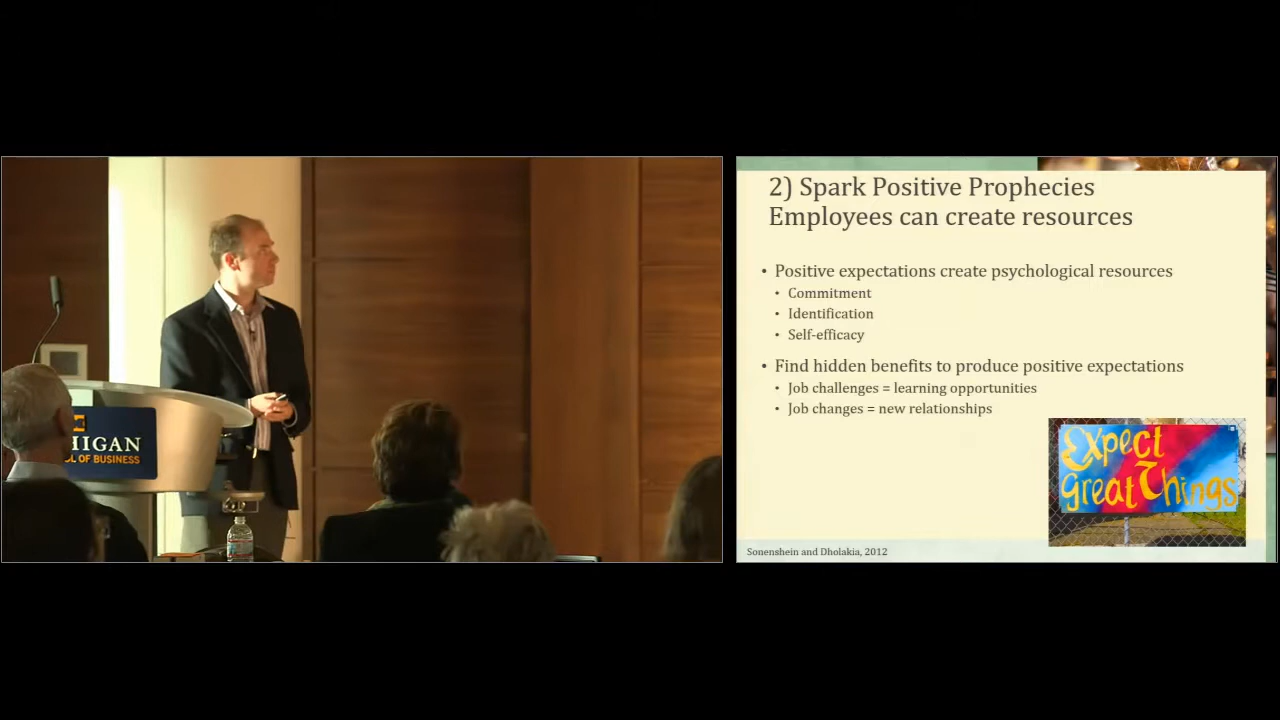 HIGAN
OL OF BUSINESS
2) Spark Positive Prophecies
Employees can create resources
• Positive expectations create psychological resources
• Commitment
• Identification
• Self-efficacy
• Find hidden benefits to produce positive expectations
• Job challenges = learning opportunities
• Job changes = new relationships
Expect
Great Things
Sonenshein and Dholakia, 2012